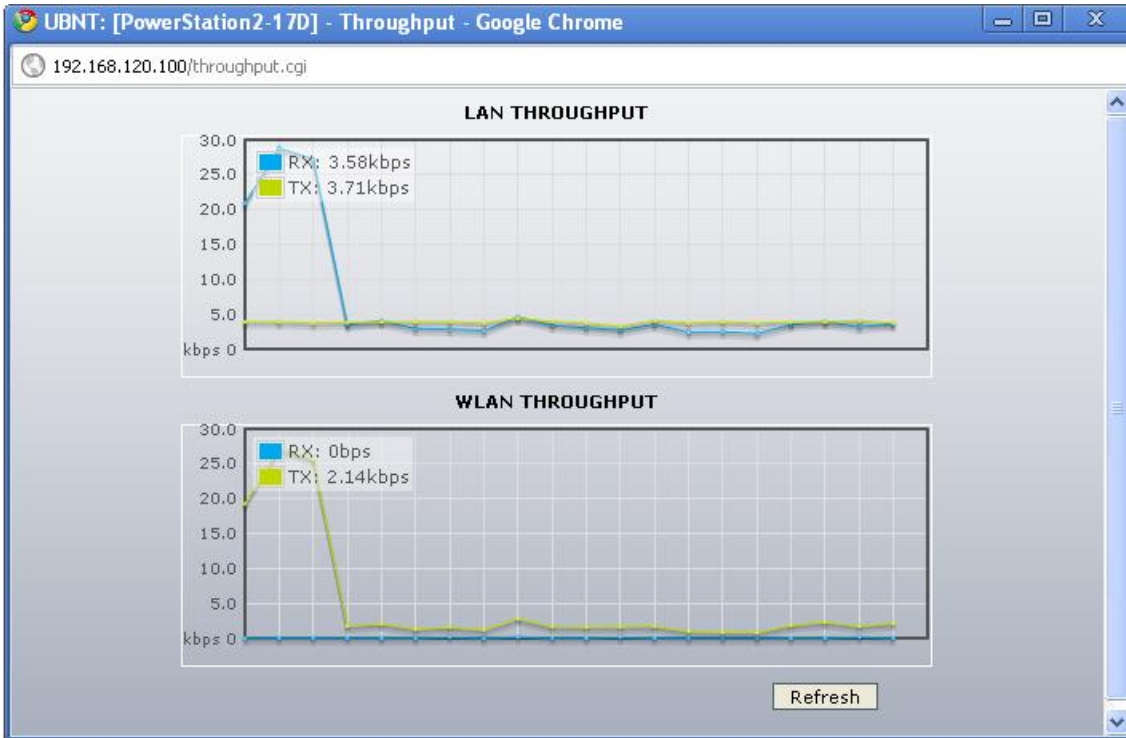 UBNT: [PowerStation2-17D] - Throughput - Google Chrome
192.168.120.100/throughput.cgi
LAN THROUGHPUT
30.0
RX: 3.58kbps
25.0
TX: 3.71kbps
20.0
15.0
10.0
5.0
kbps 0
WLAN THROUGHPUT
30.0
RX: 0bps
25.0
TX: 2.14kbps
20.0
15.0
10.0
5.0
kbps 0
Refresh